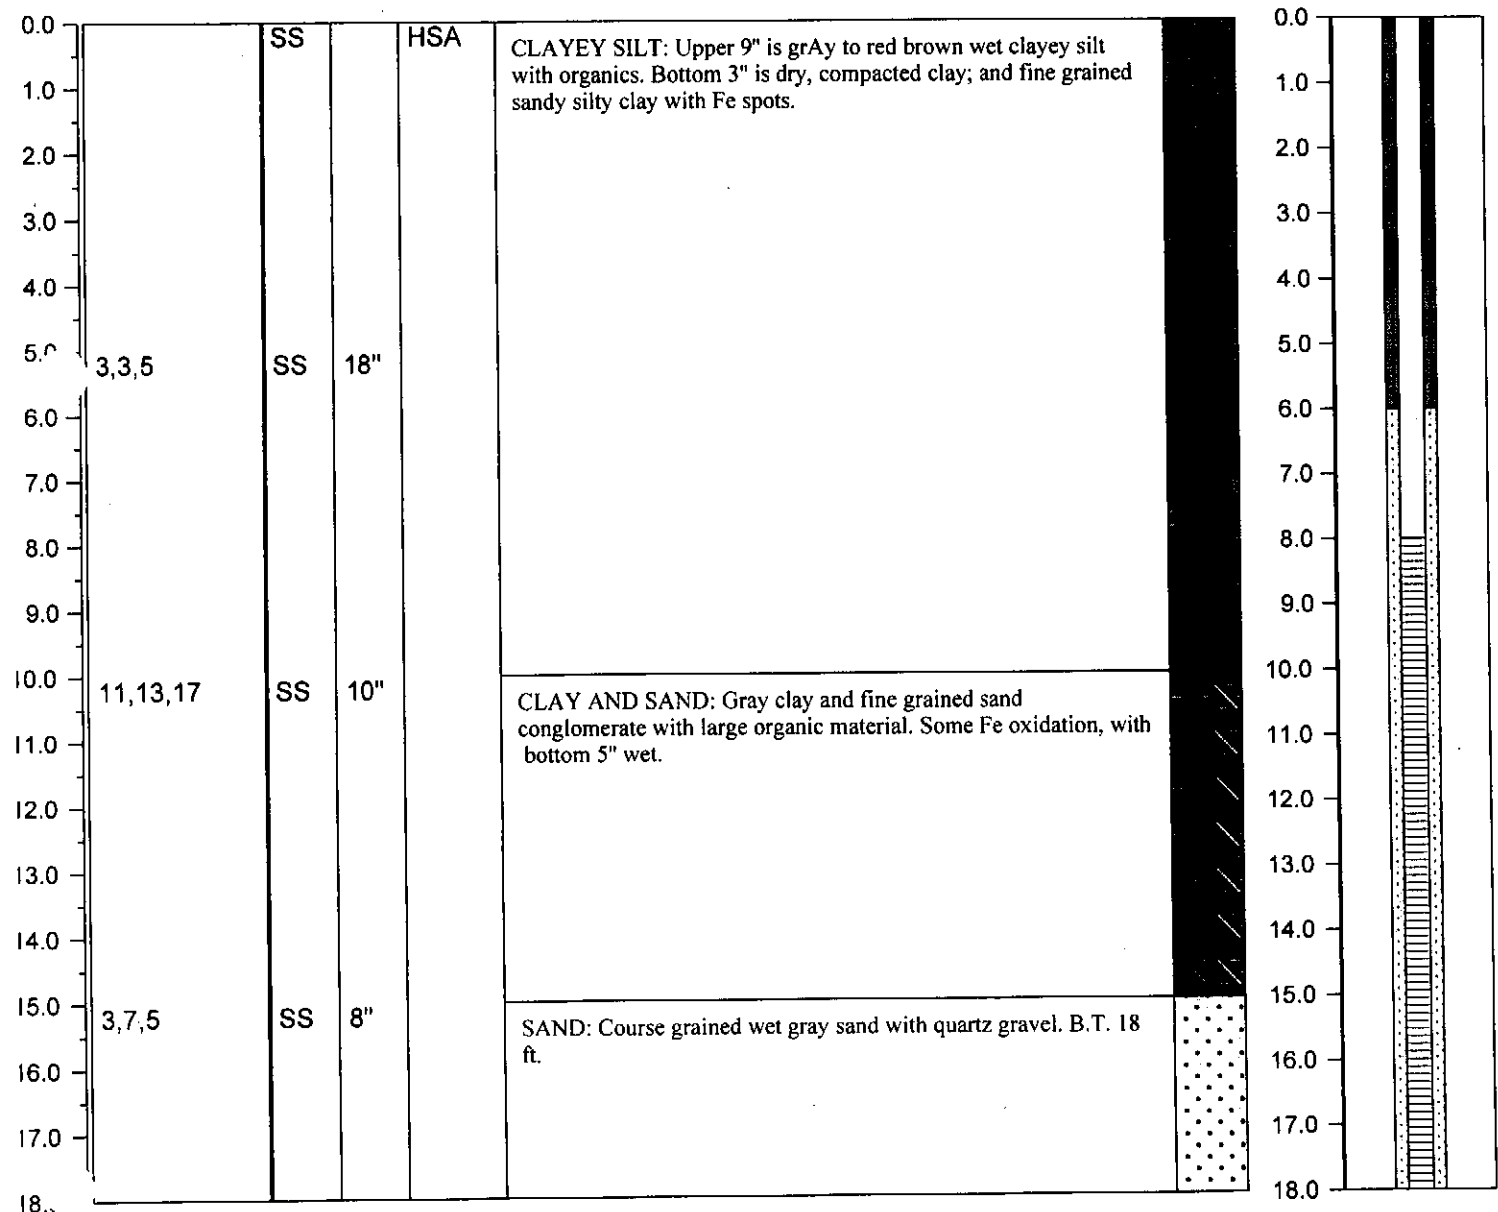 0.0 SS HSA 0.0
CLAYEY SILT: Upper 9" is grAy to red brown wet clayey silt
with organics. Bottom 3" is dry, compacted clay; and fine grained
sandy silty clay with Fe spots.
1.0 1.0
2.0 2.0
3.0 3.0
4.0 4.0
5.0 3,3,5 SS 18" 5.0
6.0 6.0
7.0 7.0
8.0 8.0
9.0 9.0
10.0 11,13,17 SS 10" 10.0
CLAY AND SAND: Gray clay and fine grained sand
conglomerate with large organic material. Some Fe oxidation, with
bottom 5" wet.
11.0 11.0
12.0 12.0
13.0 13.0
14.0 14.0
15.0 3,7,5 SS 8" 15.0
SAND: Course grained wet gray sand with quartz gravel. B.T. 18
ft.
16.0 16.0
17.0 17.0
18. 18.0